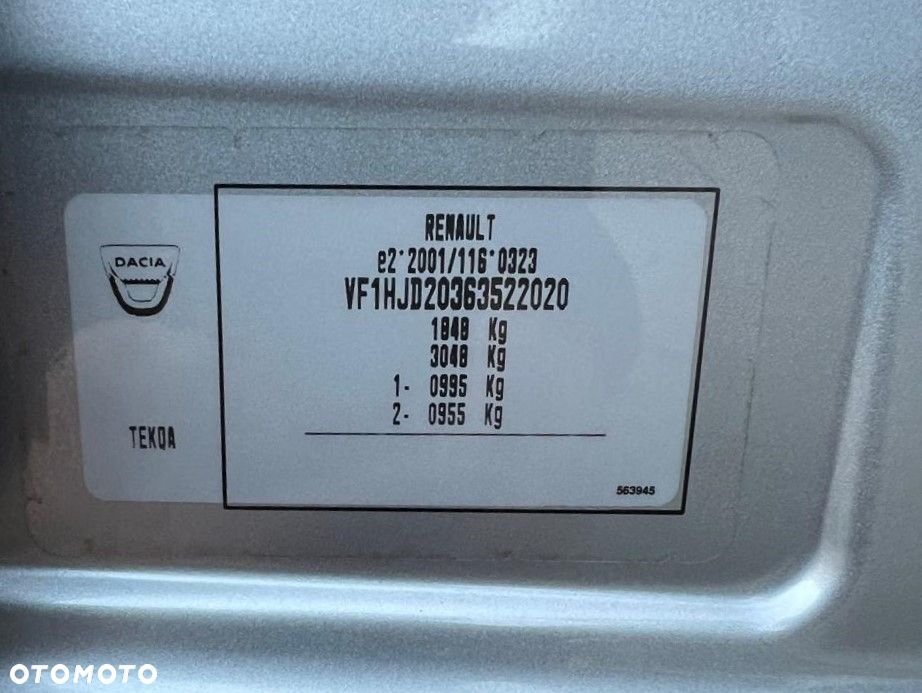 DACIA
TEKQA
RENAULT
e2*2001/116*0323
VF1HJD20363522020
1848 Kg
3048 Kg
1- 0995 Kg
2- 0955 Kg
563945
OTOMOTO